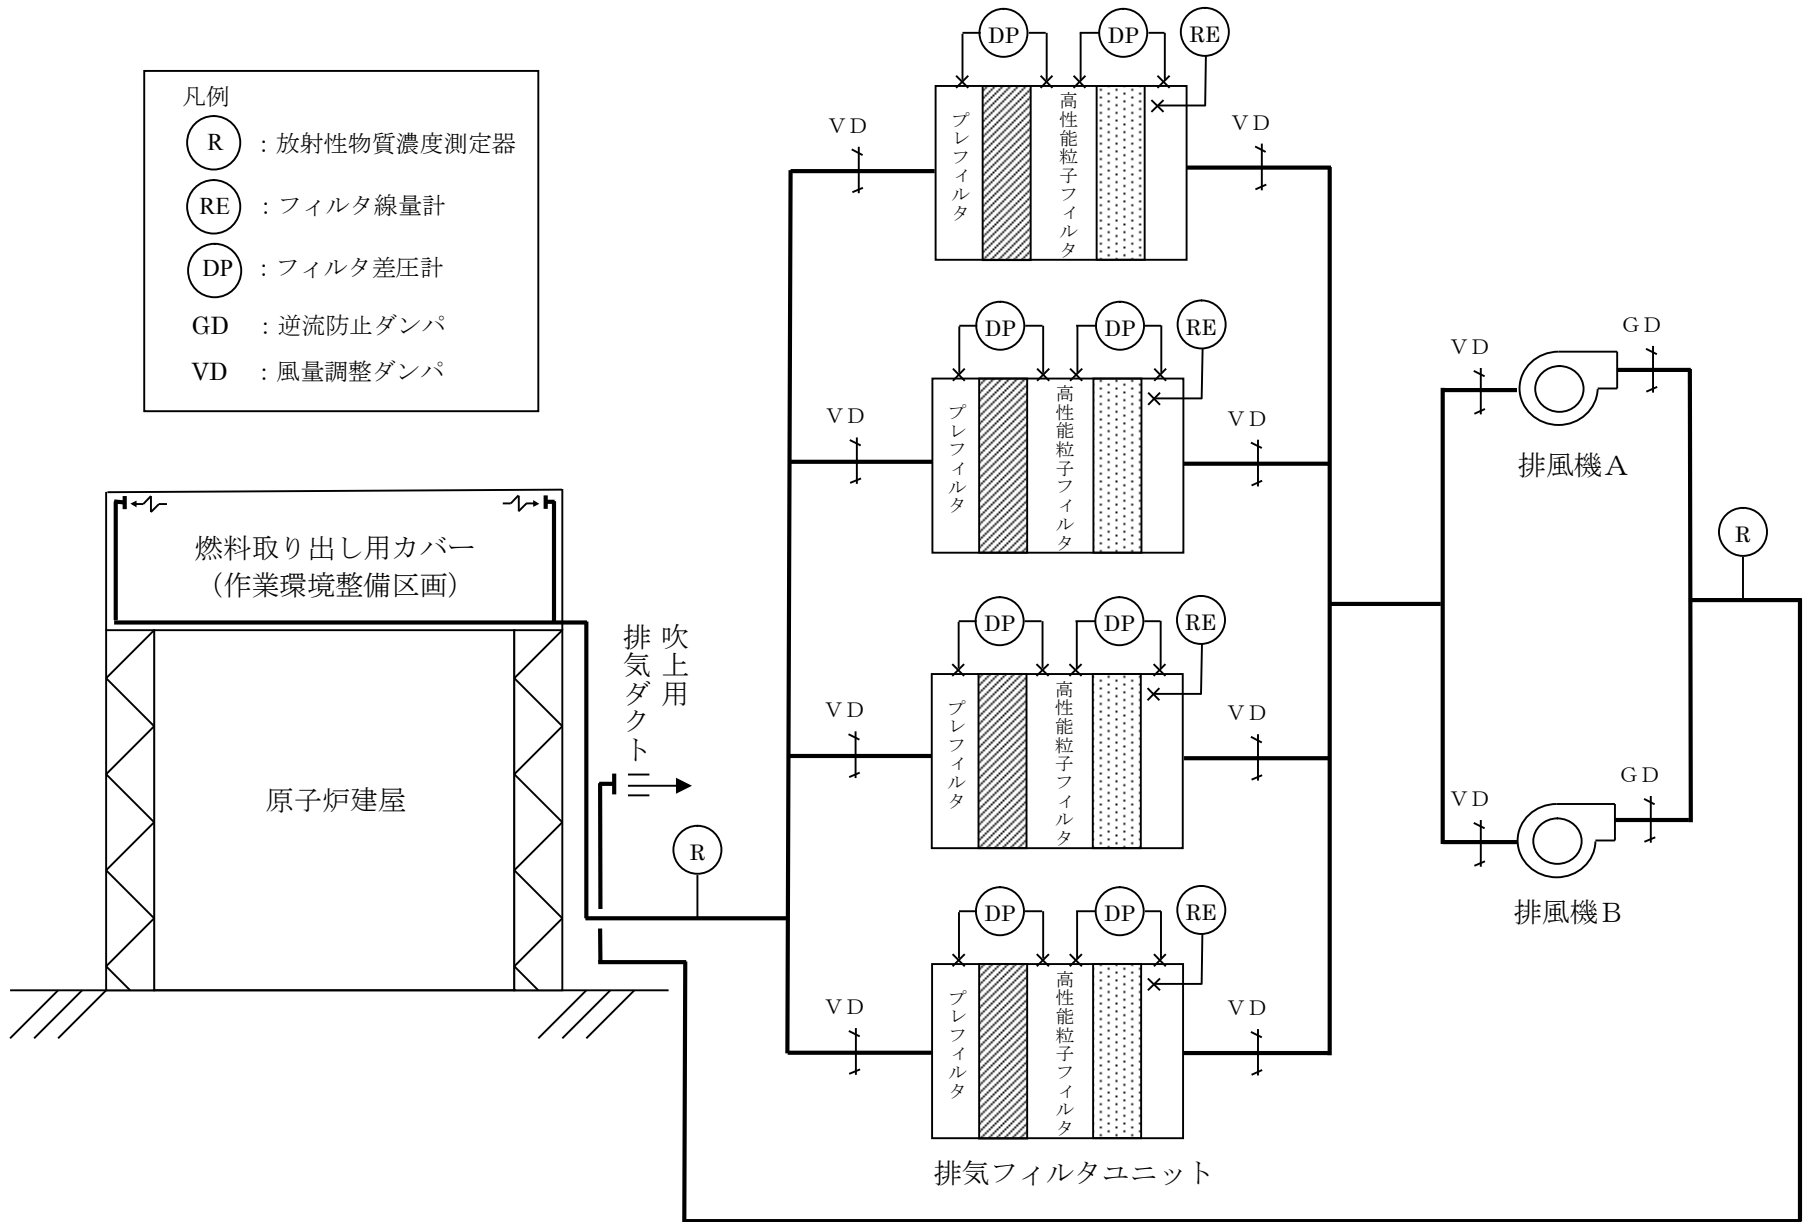 凡例
R : 放射性物質濃度測定器
RE : フィルタ線量計
DP : フィルタ差圧計
GD : 逆流防止ダンパ
VD : 風量調整ダンパ
燃料取り出し用カバー
（作業環境整備区画）
原子炉建屋
吹上用
排気ダクト
R
DP
DP
RE
VD
プレフィルタ
高性能粒子フィルタ
VD
DP
DP
RE
VD
プレフィルタ
高性能粒子フィルタ
VD
DP
DP
RE
VD
プレフィルタ
高性能粒子フィルタ
VD
DP
DP
RE
VD
プレフィルタ
高性能粒子フィルタ
VD
排気フィルタユニット
VD
GD
排風機A
VD
GD
排風機B
R